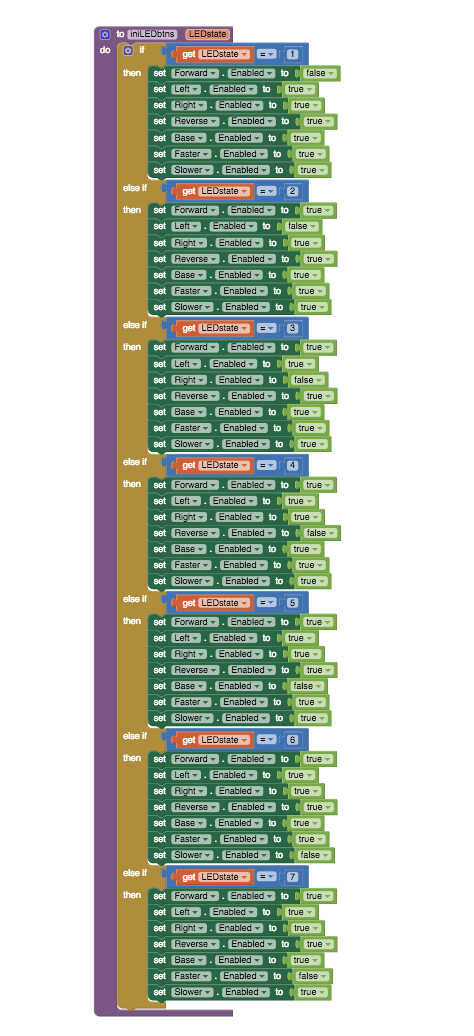 to iniLEDbtns LEDstate
do if get LEDstate = 1
then set Forward . Enabled to false
set Left . Enabled to true
set Right . Enabled to true
set Reverse . Enabled to true
set Base . Enabled to true
set Faster . Enabled to true
set Slower . Enabled to true
else if get LEDstate = 2
then set Forward . Enabled to true
set Left . Enabled to false
set Right . Enabled to true
set Reverse . Enabled to true
set Base . Enabled to true
set Faster . Enabled to true
set Slower . Enabled to true
else if get LEDstate = 3
then set Forward . Enabled to true
set Left . Enabled to true
set Right . Enabled to false
set Reverse . Enabled to true
set Base . Enabled to true
set Faster . Enabled to true
set Slower . Enabled to true
else if get LEDstate = 4
then set Forward . Enabled to true
set Left . Enabled to true
set Right . Enabled to true
set Reverse . Enabled to false
set Base . Enabled to true
set Faster . Enabled to true
set Slower . Enabled to true
else if get LEDstate = 5
then set Forward . Enabled to true
set Left . Enabled to true
set Right . Enabled to true
set Reverse . Enabled to true
set Base . Enabled to false
set Faster . Enabled to true
set Slower . Enabled to true
else if get LEDstate = 6
then set Forward . Enabled to true
set Left . Enabled to true
set Right . Enabled to true
set Reverse . Enabled to true
set Base . Enabled to true
set Faster . Enabled to true
set Slower . Enabled to false
else if get LEDstate = 7
then set Forward . Enabled to true
set Left . Enabled to true
set Right . Enabled to true
set Reverse . Enabled to true
set Base . Enabled to true
set Faster . Enabled to false
set Slower . Enabled to true